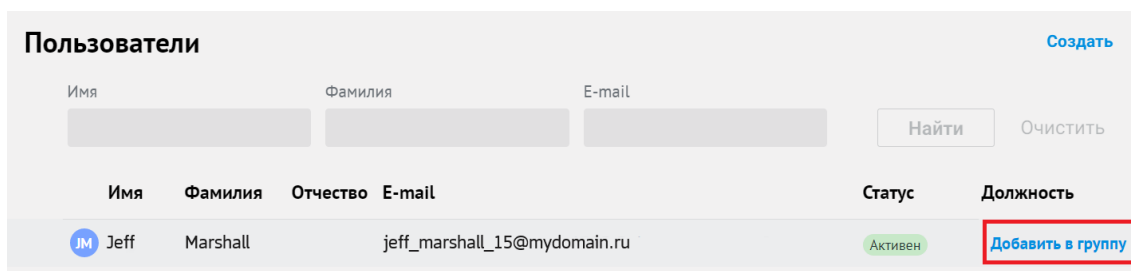 Пользователи Создать
Имя Фамилия E-mail
Найти Очистить
Имя Фамилия Отчество E-mail Статус Должность
JM Jeff Marshall jeff_marshall_15@mydomain.ru Активен Добавить в группу